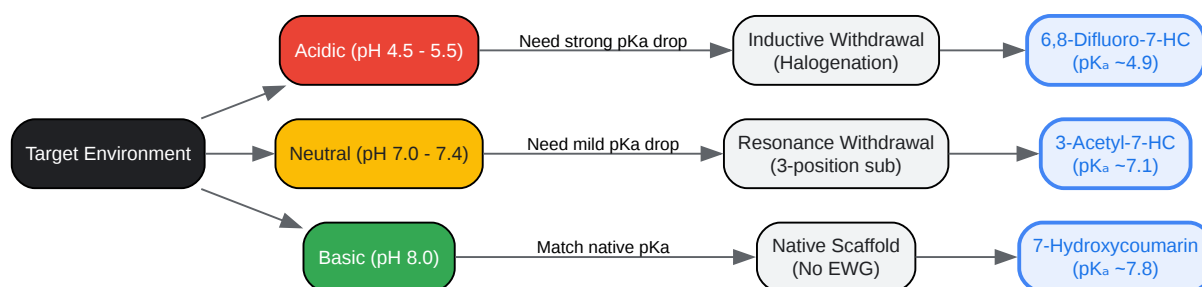 Target Environment
Acidic (pH 4.5 - 5.5)
Need strong pKa drop
Inductive Withdrawal
(Halogenation)
6,8-Difluoro-7-HC
(pKₐ ~4.9)
Neutral (pH 7.0 - 7.4)
Need mild pKa drop
Resonance Withdrawal
(3-position sub)
3-Acetyl-7-HC
(pKₐ ~7.1)
Basic (pH 8.0)
Match native pKa
Native Scaffold
(No EWG)
7-Hydroxycoumarin
(pKₐ ~7.8)